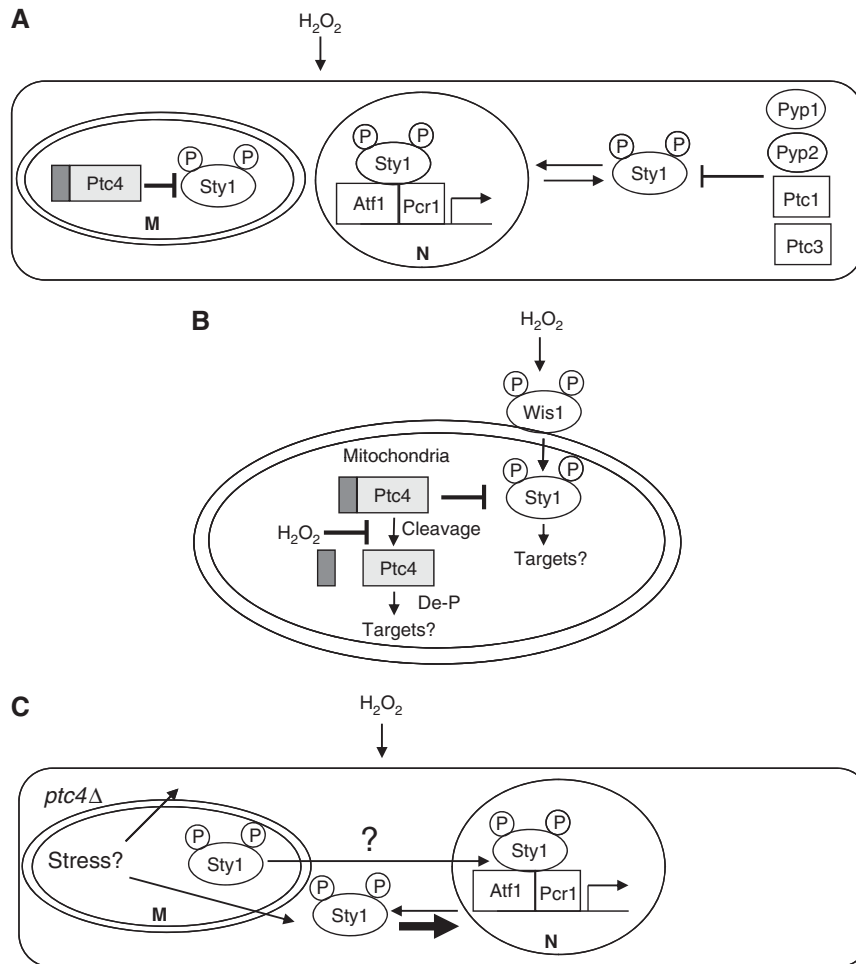 A
H2O2
P P
Ptc4
Sty1
M
P P
Sty1
Atf1 Pcr1
N
P P
Sty1
Pyp1
Pyp2
Ptc1
Ptc3
B
H2O2
P P
Wis1
Mitochondria
P P
Ptc4
Sty1
H2O2
Cleavage
Targets?
Ptc4
De-P
Targets?
C
H2O2
ptc4Δ
P P
Stress?
Sty1
M
?
P P
Sty1
P P
Sty1
Atf1 Pcr1
N